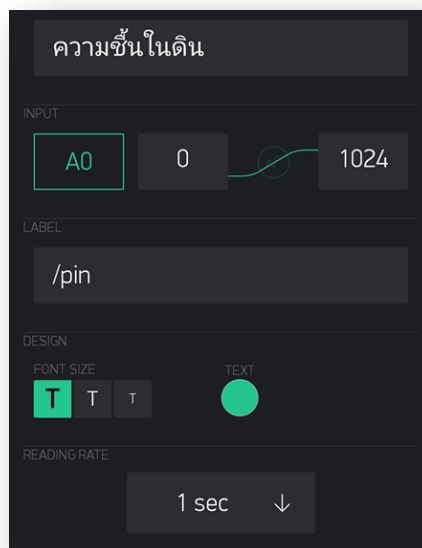 ความชื้นในดิน
INPUT
A0 0 1024
LABEL
/pin
DESIGN
FONT SIZE TEXT
T T T
READING RATE
1 sec